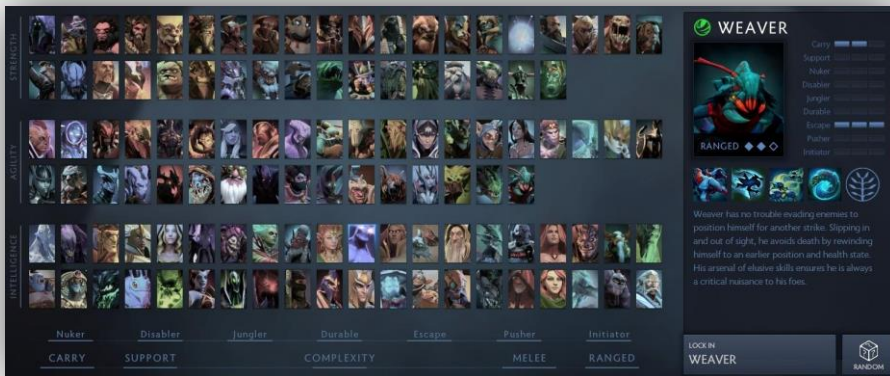 STRENGTH
AGILITY
INTELLIGENCE
Nuker Disabler Jungler Durable Escape Pusher Initiator
CARRY SUPPORT COMPLEXITY MELEE RANGED
WEAVER
Carry
Support
Nuker
Disabler
Jungler
Durable
Escape
Pusher
Initiator
RANGED
Weaver has no trouble evading enemies to
position himself for another strike. Slipping in
and out of sight, he avoids death by rewinding
himself to an earlier position and health state.
His arsenal of elusive skills ensures he is always
a critical nuisance to his foes.
LOCK IN
WEAVER
RANDOM